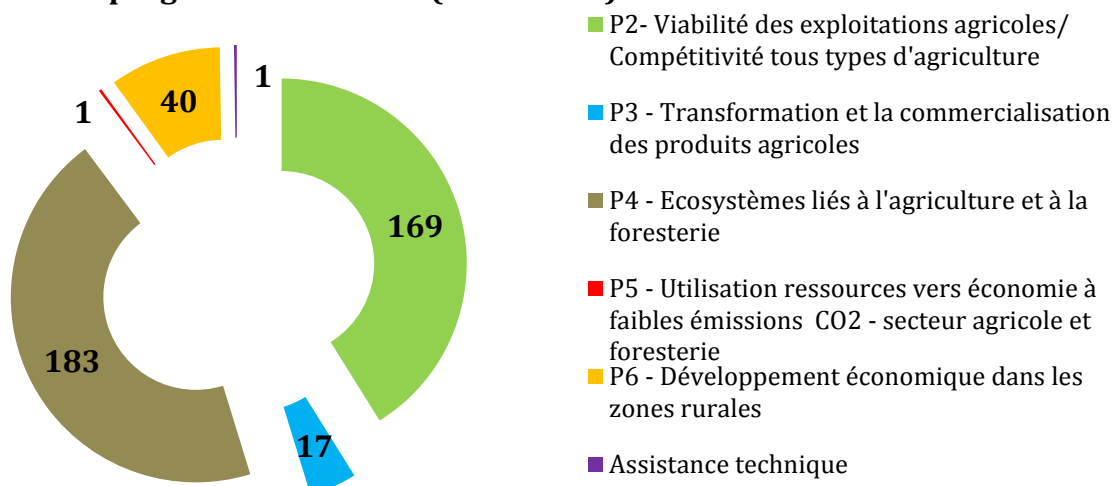 P2- Viabilité des exploitations agricoles/
Compétitivité tous types d'agriculture
P3 - Transformation et la commercialisation
des produits agricoles
P4 - Ecosystèmes liés à l'agriculture et à la
foresterie
P5 - Utilisation ressources vers économie à
faibles émissions  CO2 - secteur agricole et
foresterie
P6 - Développement économique dans les
zones rurales
Assistance technique
1
40
1
169
183
17